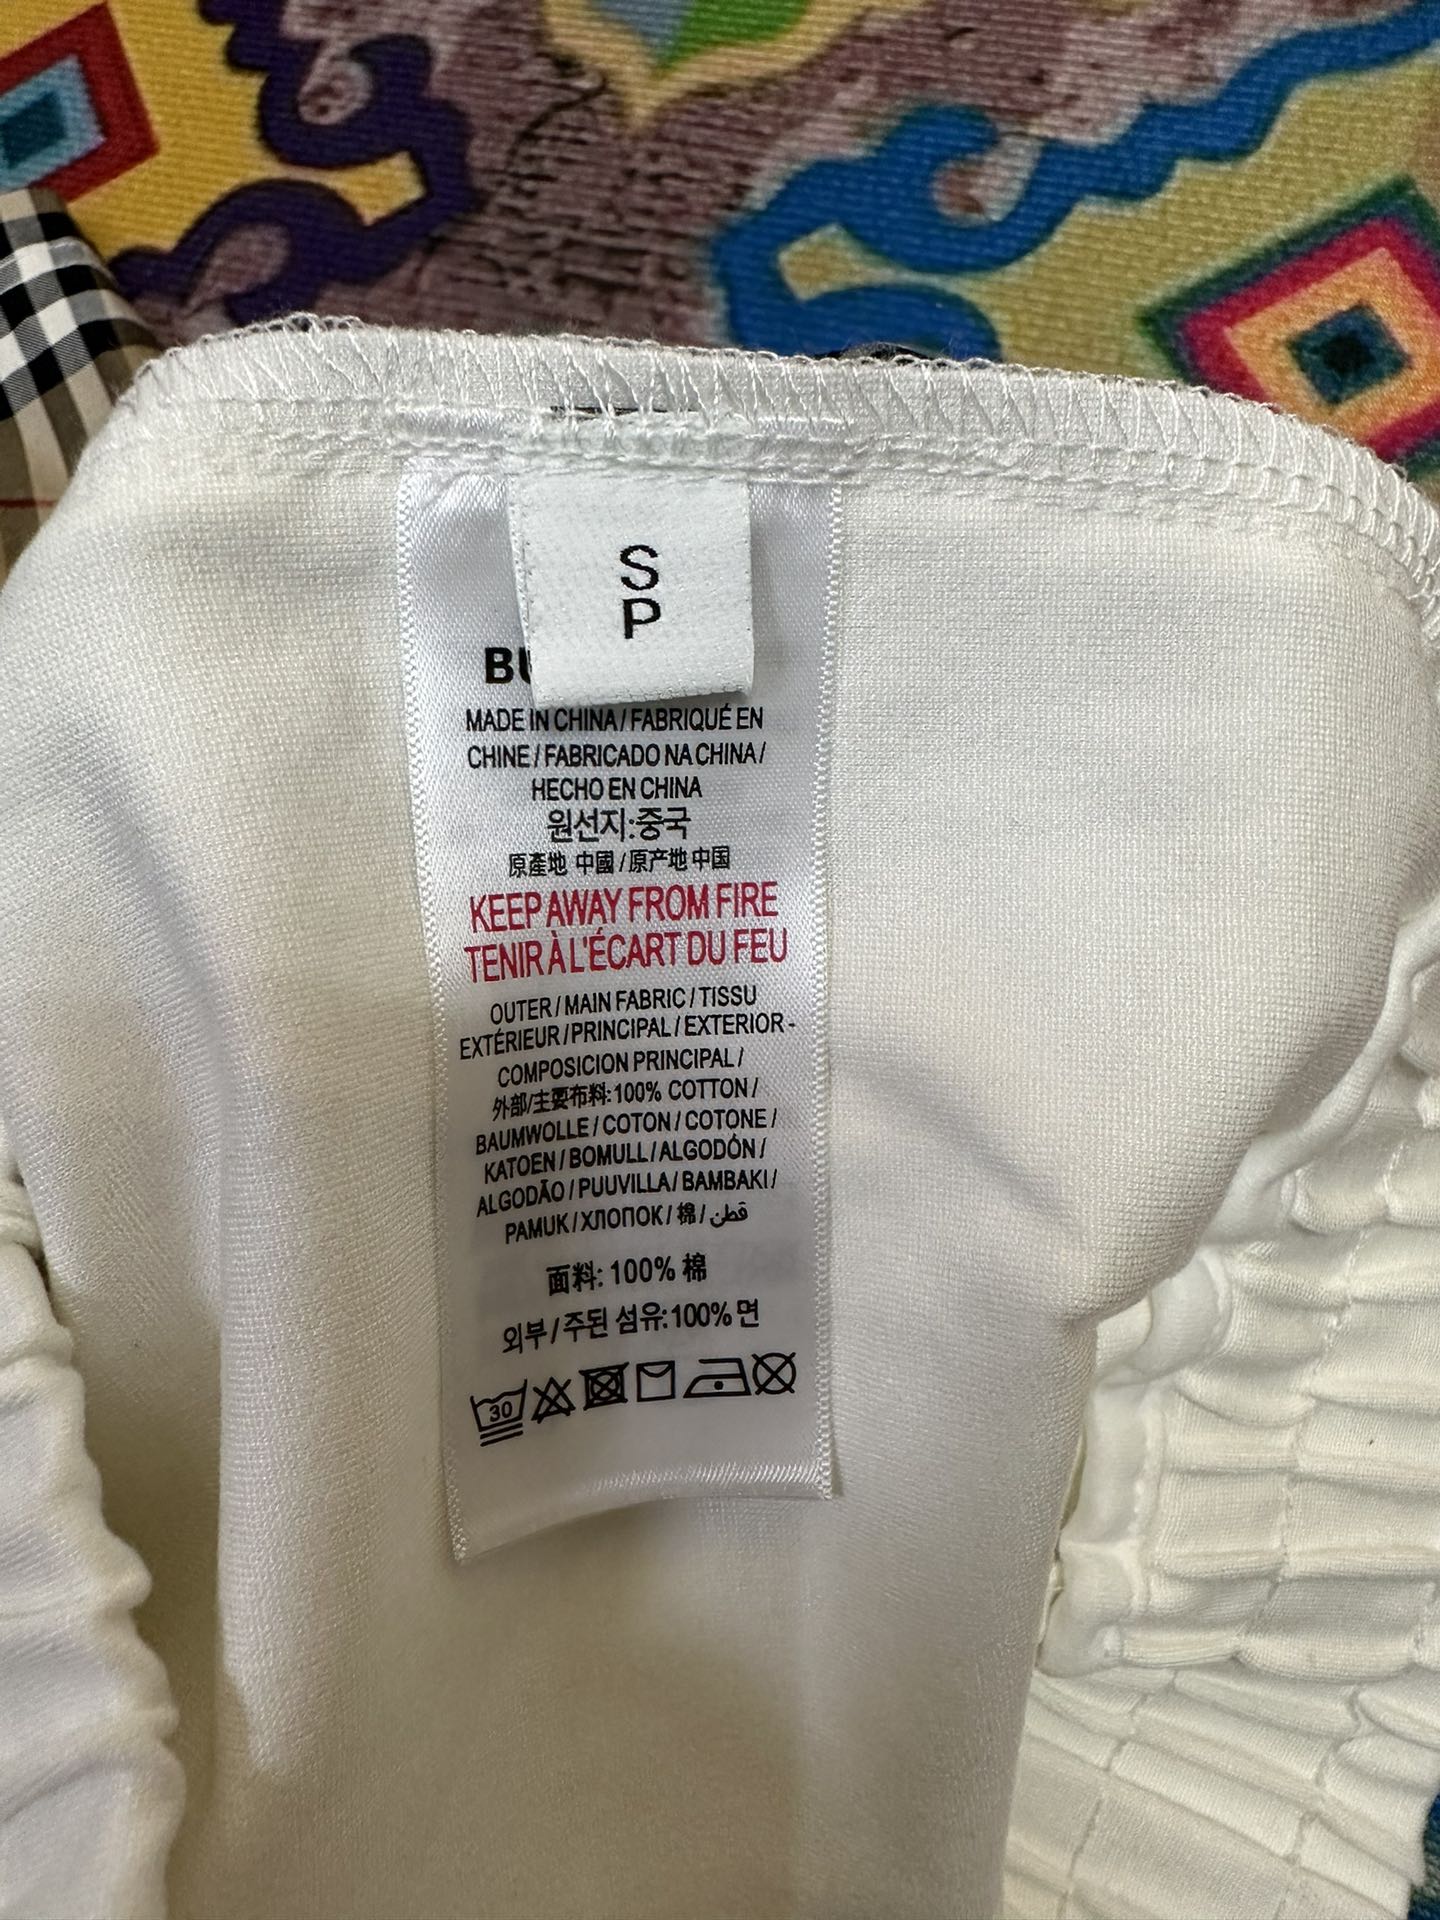 S
P
BU
MADE IN CHINA / FABRIQUÉ EN
CHINE / FABRICADO NA CHINA /
HECHO EN CHINA
원선지:중국
原產地 中國 / 原产地 中国
KEEP AWAY FROM FIRE
TENIR À L'ÉCART DU FEU
OUTER / MAIN FABRIC / TISSU
EXTÉRIEUR / PRINCIPAL / EXTERIOR -
COMPOSICION PRINCIPAL /
外部/主要布料:100% COTTON /
BAUMWOLLE / COTON / COTONE /
KATOEN / BOMULL / ALGODÓN /
ALGODÃO / PUUVILLA / BAMBAKI /
PAMUK / ХЛОПОК / 棉 / قطن
面料: 100% 棉
외부 / 주된 섬유:100% 면
30